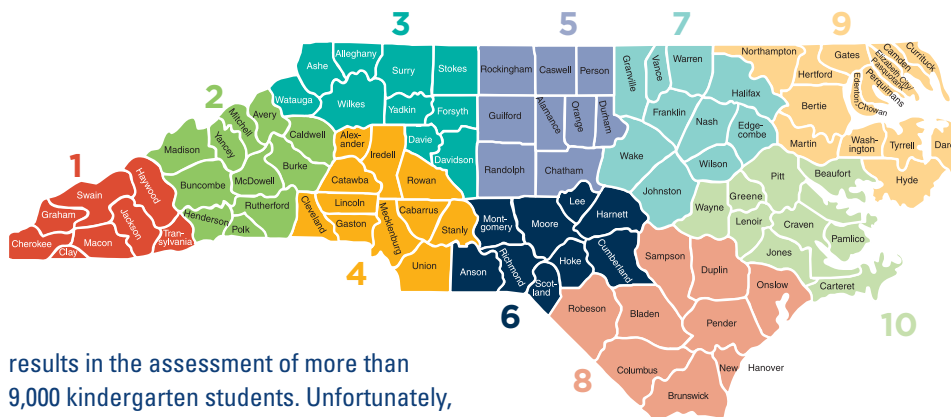 3
5
7
9
2
1
4
6
8
10
Cherokee
Graham
Swain
Clay
Macon
Jackson
Haywood
Tran-
sylvania
Madison
Yancey
Mitchell
Avery
Caldwell
Buncombe
McDowell
Burke
Henderson
Polk
Rutherford
Ashe
Alleghany
Surry
Stokes
Watauga
Wilkes
Yadkin
Forsyth
Davie
Davidson
Alex-
ander
Iredell
Catawba
Rowan
Cleveland
Lincoln
Gaston
Mecklenburg
Cabarrus
Stanly
Union
Rockingham
Caswell
Person
Guilford
Alamance
Orange
Durham
Randolph
Chatham
Mont-
gomery
Moore
Lee
Harnett
Anson
Richmond
Scot-
land
Hoke
Cumberland
Granville
Vance
Warren
Halifax
Franklin
Nash
Edge-
combe
Wake
Wilson
Johnston
Robeson
Bladen
Sampson
Duplin
Onslow
Pender
Columbus
Brunswick
New Hanover
Northampton
Gates
Hertford
Bertie
Martin
Camden
Currituck
Elizabeth City/
Pasquotank
Perquimans
Edenton/
Chowan
Wash-
ington
Tyrrell
Dare
Hyde
Wayne
Greene
Pitt
Beaufort
Lenoir
Craven
Jones
Pamlico
Carteret
results in the assessment of more than
9,000 kindergarten students. Unfortunately,